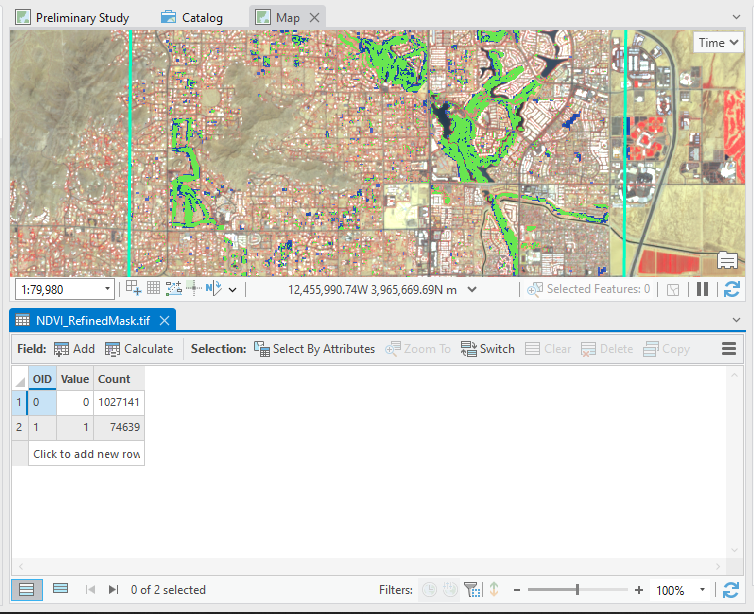 Preliminary Study Catalog Map
Time
1:79,980 12,455,990.74W 3,965,669.69N m Selected Features: 0
NDVI_RefinedMask.tif
Field: Add Calculate Selection: Select By Attributes Zoom To Switch Clear Delete Copy
OID Value Count
1 0 0 1027141
2 1 1 74639
Click to add new row
0 of 2 selected Filters: 100%